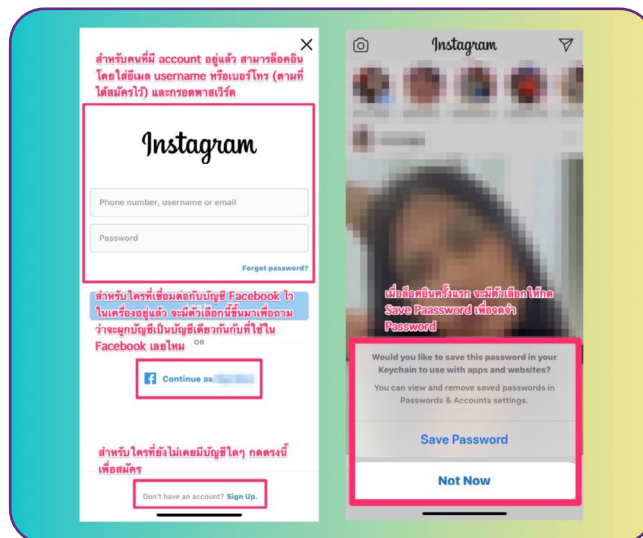 สำหรับคนที่มี account อยู่แล้ว สามารล็อคอิน
โดยใส่อีเมล username หรือเบอร์โทร (ตามที่
ได้สมัครไว้) และกรอดพาสเวิร์ด
Instagram
Phone number, username or email
Password
Forgot password?
สำหรับใครที่เชื่อมต่อกับบัญชี Facebook ไว
ในเครื่องอยู่แล้ว จะมีตัวเลือกนี้ขึ้นมาเพื่อถาม
ว่าจะผูกบัญชีเป็นบัญชีเดียวกันกับที่ใช้ใน
Facebook เลยไหม
OR
Continue as
สำหรับใครที่ยังไม่เคยมีบัญชีใดๆ กดตรงนี้
เพื่อสมัคร
Don't have an account? Sign Up.
Instagram
เมื่อล็อคอินครั้งแรก จะมีตัวเลือกให้กด
Save Paassword เพื่อจดจำ
Password
Would you like to save this password in your
Keychain to use with apps and websites?
You can view and remove saved passwords in
Passwords & Accounts settings.
Save Password
Not Now